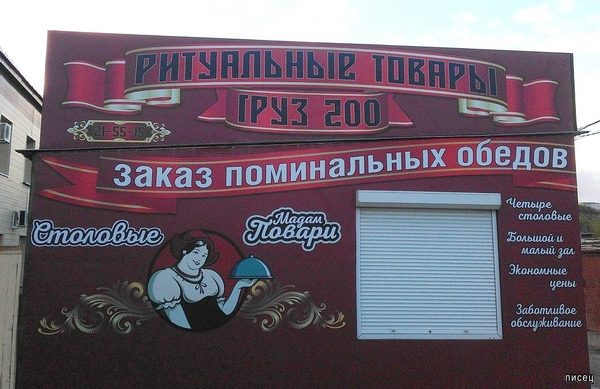 РИТУАЛЬНЫЕ ТОВАРЫ
ГРУЗ 200
21-55-15
ЗАКАЗ ПОМИНАЛЬНЫХ ОБЕДОВ
Столовые
Мадам
Повари
Четыре
столовые
Большой и
малый зал
Экономные
цены
Заботливое
обслуживание
писец